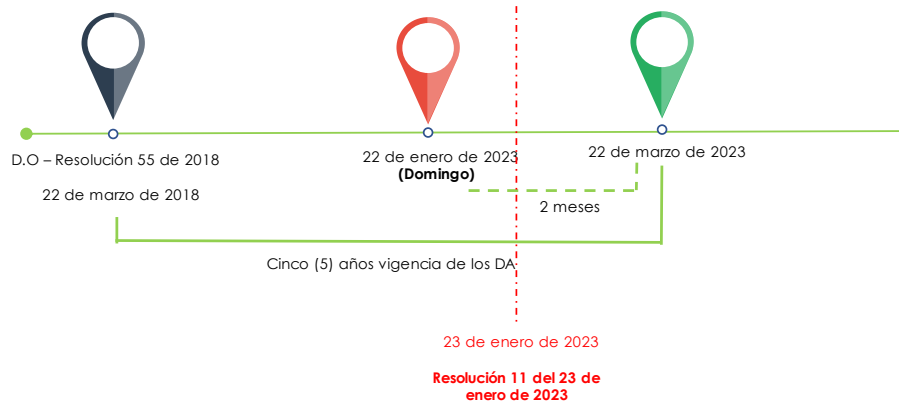 D.O – Resolución 55 de 2018
22 de marzo de 2018
22 de enero de 2023
(Domingo)
22 de marzo de 2023
2 meses
Cinco (5) años vigencia de los DA
23 de enero de 2023
Resolución 11 del 23 de
enero de 2023